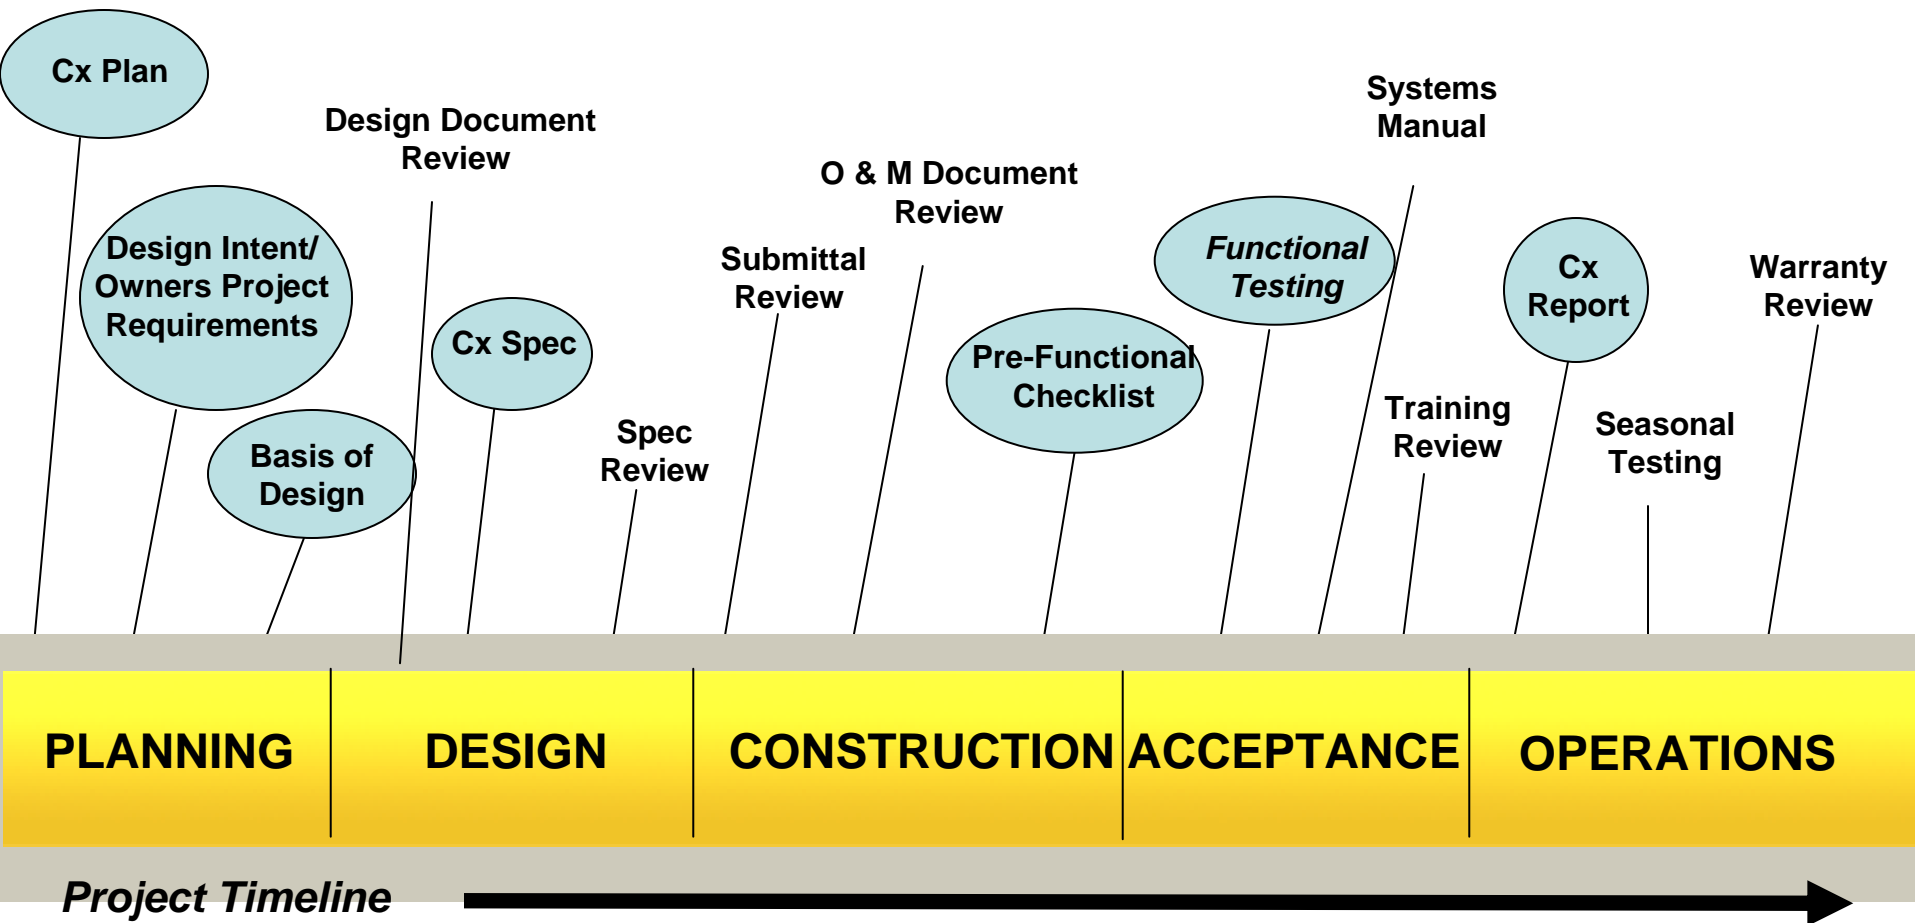 Cx Plan
Design Document
Review
Systems
Manual
O & M Document
Review
Design Intent/
Owners Project
Requirements
Submittal
Review
Functional
Testing
Cx
Report
Warranty
Review
Cx Spec
Pre-Functional
Checklist
Basis of
Design
Spec
Review
Training
Review
Seasonal
Testing
PLANNING
DESIGN
CONSTRUCTION
ACCEPTANCE
OPERATIONS
Project Timeline